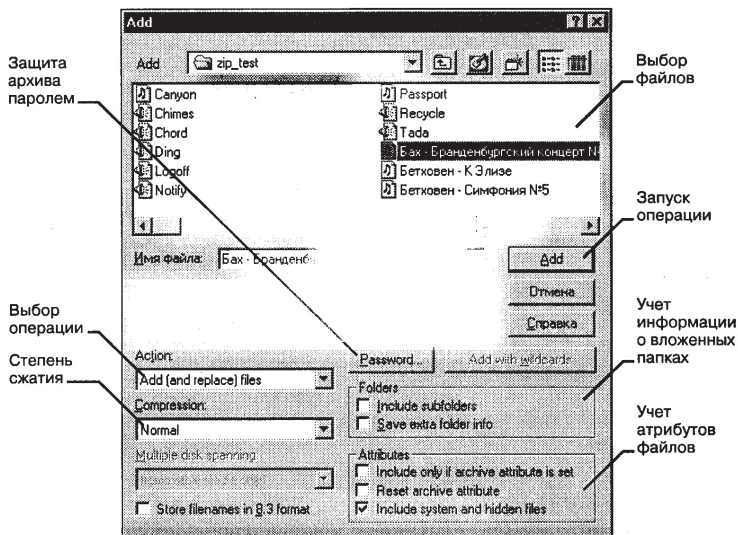 Add
Защита
архива
паролем
Add
zip_test
Выбор
файлов
Canyon
Chimes
Chord
Ding
Logoff
Notify
Passport
Recycle
Tada
Бах - Бранденбургский концерт №
Бетховен - К Элизе
Бетховен - Симфония №5
Запуск
операции
Имя файла:
Бах - Бранденб
Add
Отмена
Справка
Выбор
операции
Степень
сжатия
Учет
информации
о вложенных
папках
Action:
Add (and replace) files
Password...
Add with wildcards
Compression:
Normal
Folders
Include subfolders
Save extra folder info
Учет
атрибутов
файлов
Multiple disk spanning
Attributes
Include only if archive attribute is set
Reset archive attribute
Include system and hidden files
Store filenames in 8.3 format